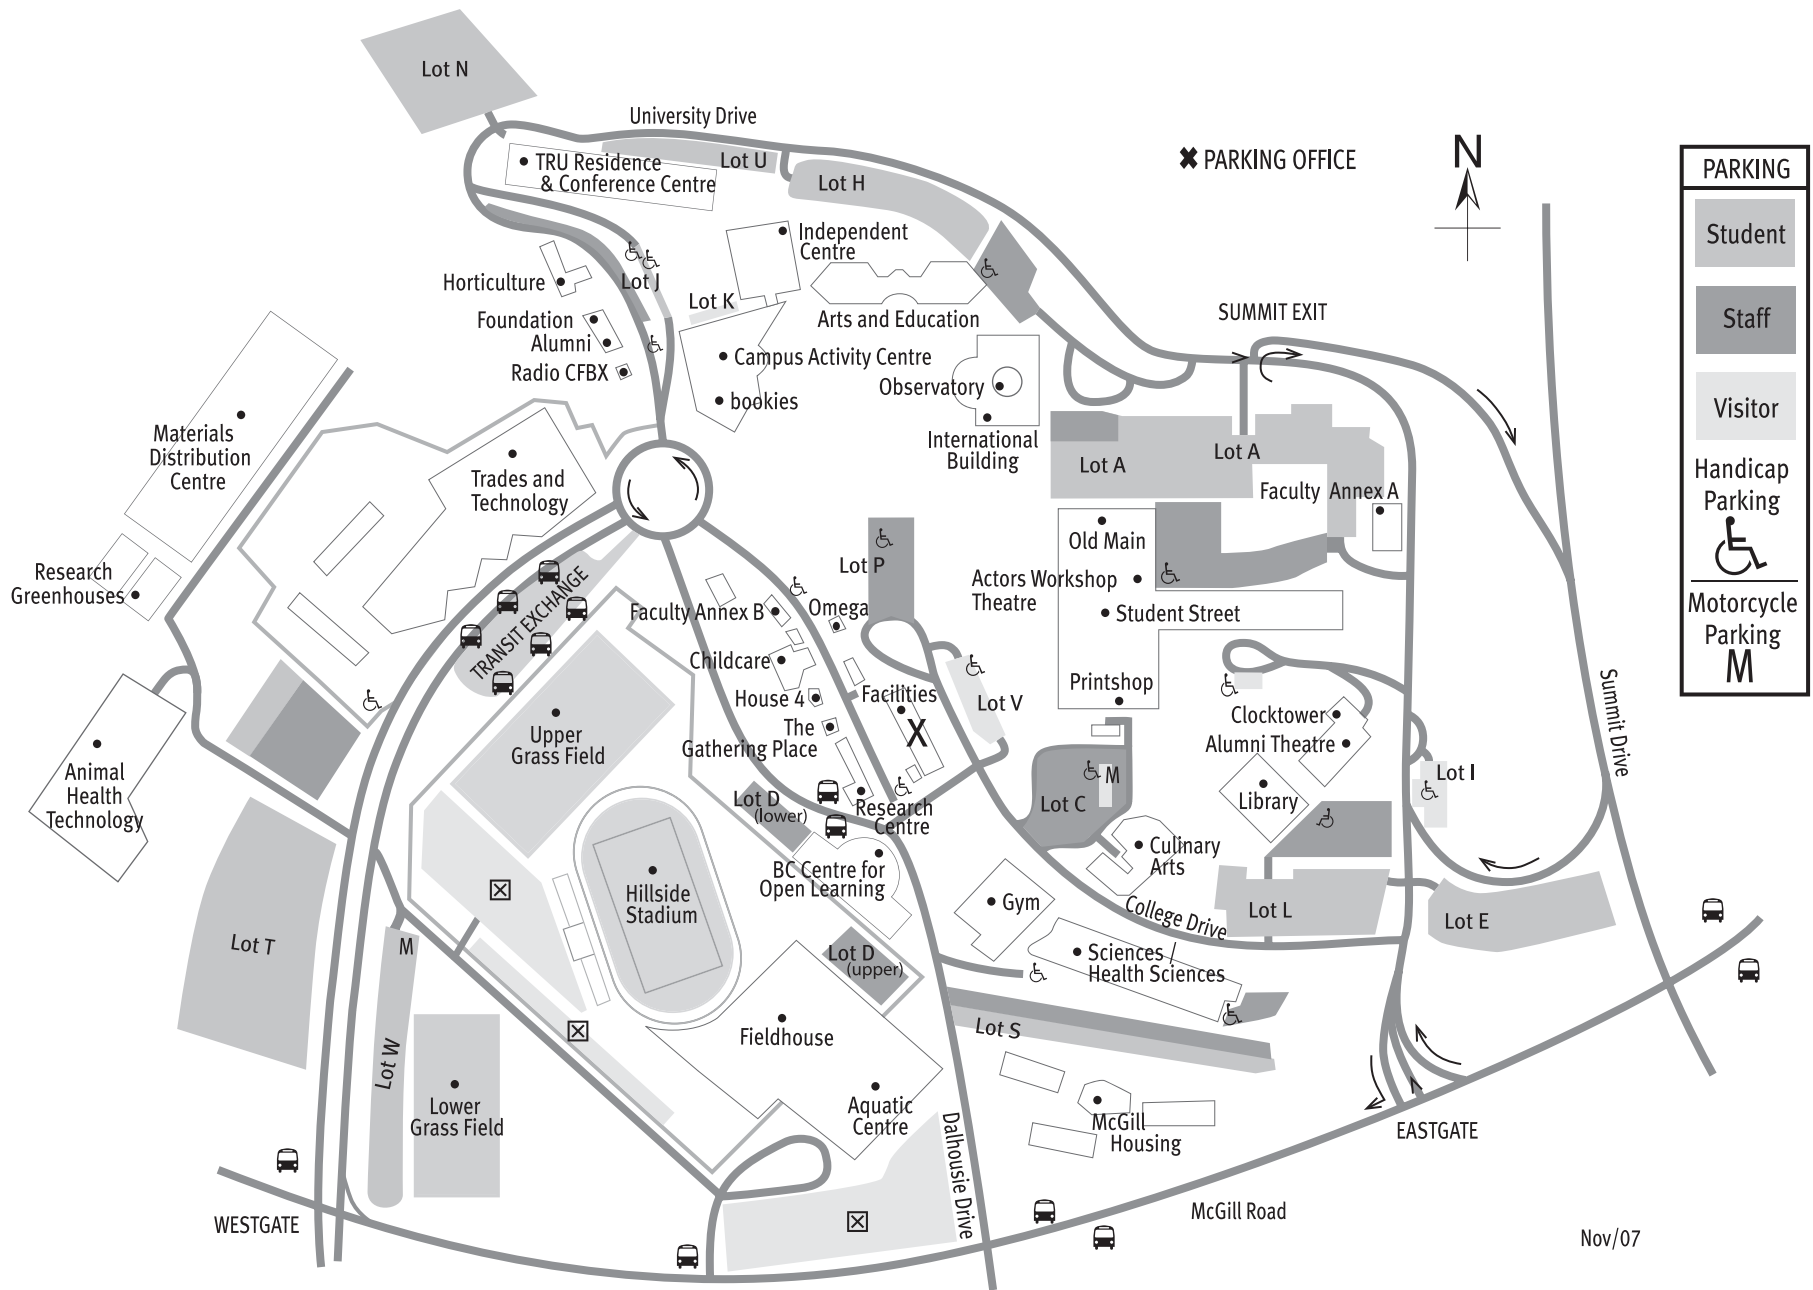 Lot N
University Drive
TRU Residence
& Conference Centre
Lot U
Lot H
PARKING OFFICE
N
PARKING
Student
Staff
Visitor
Handicap
Parking
Motorcycle
Parking
M
Independent
Centre
Horticulture
Lot J
Lot K
Foundation
Alumni
Radio CFBX
Arts and Education
SUMMIT EXIT
Campus Activity Centre
bookies
Observatory
International
Building
Materials
Distribution
Centre
Trades and
Technology
Lot A
Lot A
Faculty Annex A
Old Main
Actors Workshop
Theatre
Student Street
Printshop
Research
Greenhouses
TRANSIT EXCHANGE
Lot P
Faculty Annex B
Omega
Childcare
House 4
The
Gathering Place
Facilities
X
Lot V
Summit Drive
Clocktower
Alumni Theatre
Library
Lot I
Animal
Health
Technology
Upper
Grass Field
Lot D
(lower)
Research
Centre
Lot C
M
Culinary
Arts
BC Centre for
Open Learning
Hillside
Stadium
Gym
College Drive
Lot L
Lot E
Lot T
M
Lot D
(upper)
Sciences /
Health Sciences
Lot W
Fieldhouse
Lot S
Lower
Grass Field
Aquatic
Centre
McGill
Housing
EASTGATE
Dalhousie Drive
WESTGATE
McGill Road
Nov/07